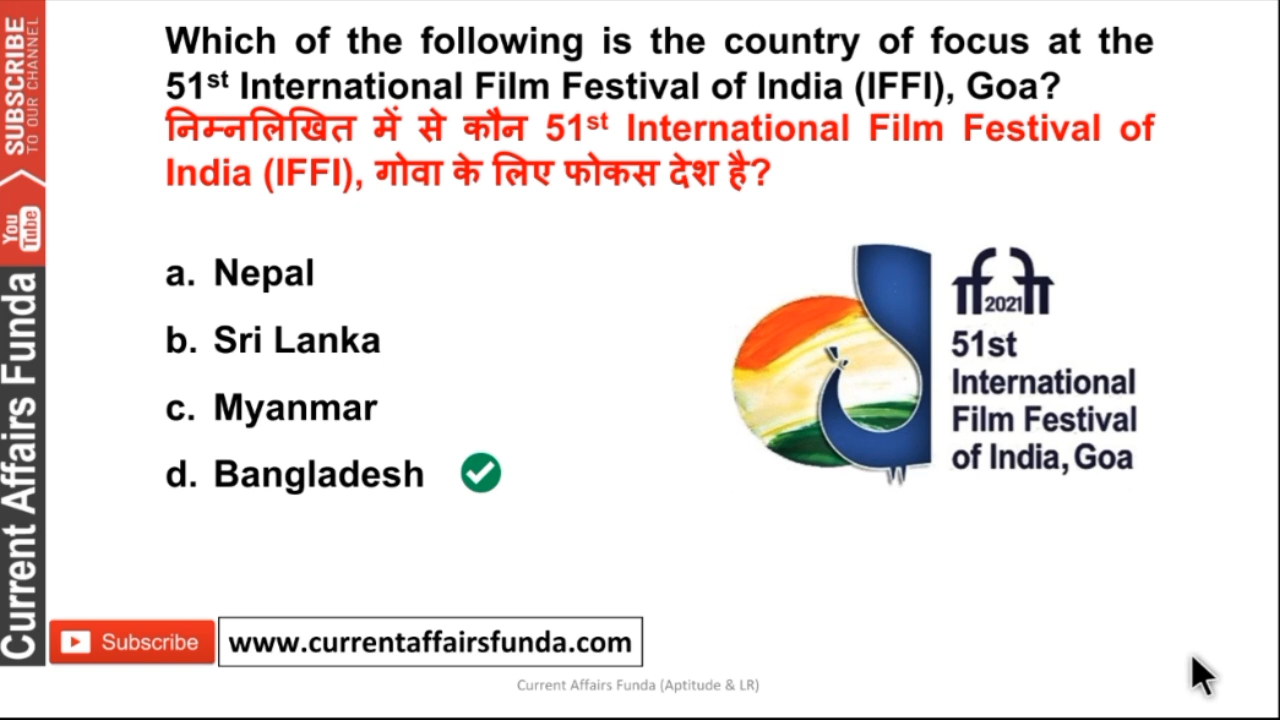 Which of the following is the country of focus at the
51st International Film Festival of India (IFFI), Goa?
निम्नलिखित में से कौन 51st International Film Festival of
India (IFFI), गोवा के लिए फोकस देश है?
a. Nepal
b. Sri Lanka
c. Myanmar
d. Bangladesh
2021
51st
International
Film Festival
of India, Goa
SUBSCRIBE
TO OUR CHANNEL
You
Tube
Current Affairs Funda
Subscribe
www.currentaffairsfunda.com
Current Affairs Funda (Aptitude & LR)